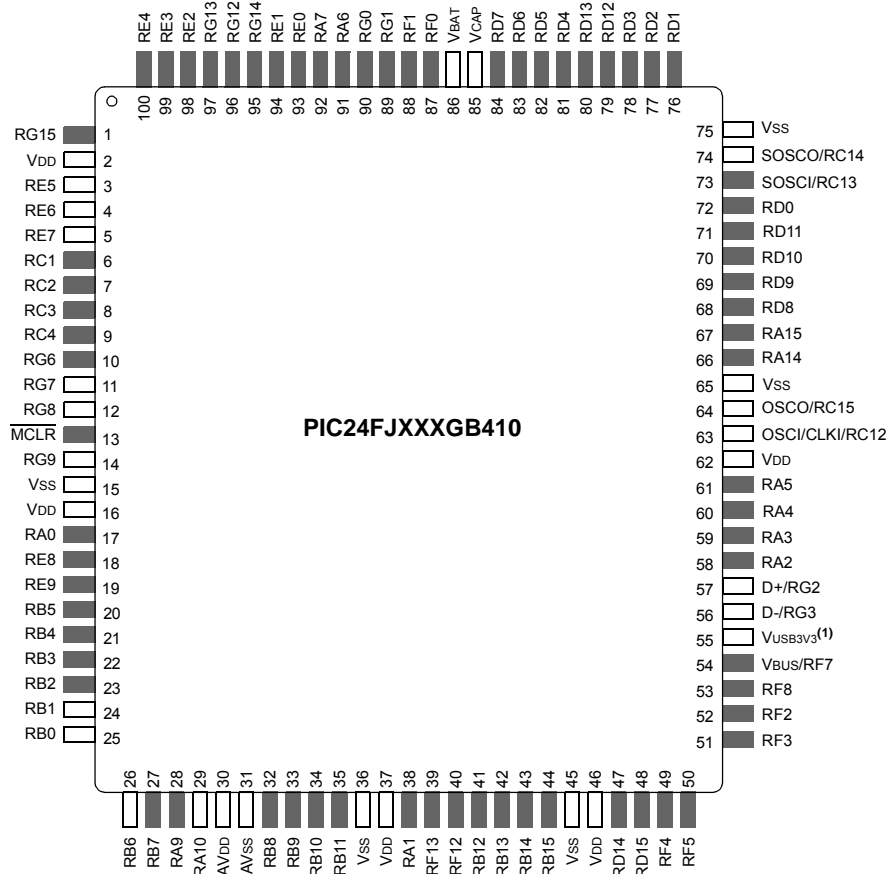 RE4 RE3 RE2 RG13 RG12 RG14 RE1 RE0 RA7 RA6 RG0 RG1 RF1 RF0 VBAT VCAP RD7 RD6 RD5 RD4 RD13 RD12 RD3 RD2 RD1
100 99 98 97 96 95 94 93 92 91 90 89 88 87 86 85 84 83 82 81 80 79 78 77 76
RG15 1
VDD 2
RE5 3
RE6 4
RE7 5
RC1 6
RC2 7
RC3 8
RC4 9
RG6 10
RG7 11
RG8 12
MCLR 13
RG9 14
VSS 15
VDD 16
RA0 17
RE8 18
RE9 19
RB5 20
RB4 21
RB3 22
RB2 23
RB1 24
RB0 25
PIC24FJXXXGB410
75 VSS
74 SOSCO/RC14
73 SOSCI/RC13
72 RD0
71 RD11
70 RD10
69 RD9
68 RD8
67 RA15
66 RA14
65 VSS
64 OSCO/RC15
63 OSCI/CLKI/RC12
62 VDD
61 RA5
60 RA4
59 RA3
58 RA2
57 D+/RG2
56 D-/RG3
55 VUSB3V3(1)
54 VBUS/RF7
53 RF8
52 RF2
51 RF3
26 27 28 29 30 31 32 33 34 35 36 37 38 39 40 41 42 43 44 45 46 47 48 49 50
RB6 RB7 RA9 RA10 AVDD AVSS RB8 RB9 RB10 RB11 VSS VDD RA1 RF13 RF12 RB12 RB13 RB14 RB15 VSS VDD RD14 RD15 RF4 RF5